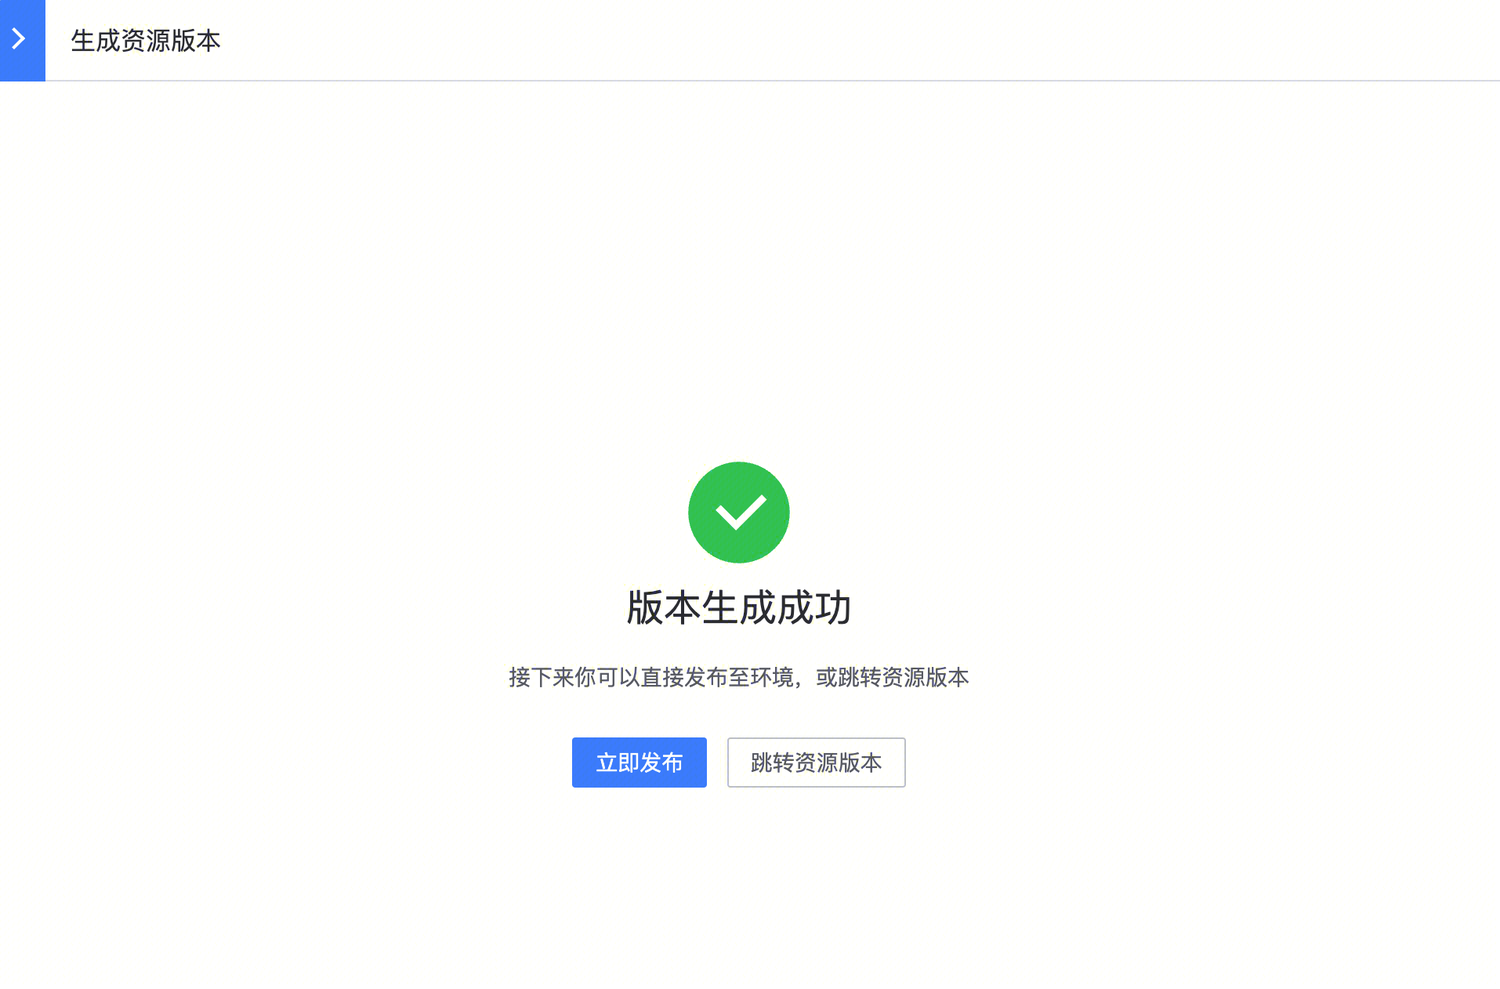 生成资源版本
版本生成成功
接下来你可以直接发布至环境，或跳转资源版本
立即发布
跳转资源版本